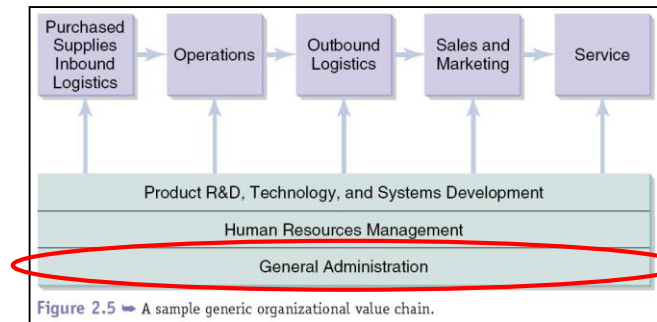 Purchased
Supplies
Inbound
Logistics
Operations
Outbound
Logistics
Sales and
Marketing
Service
Product R&D, Technology, and Systems Development
Human Resources Management
General Administration
Figure 2.5 ➥ A sample generic organizational value chain.